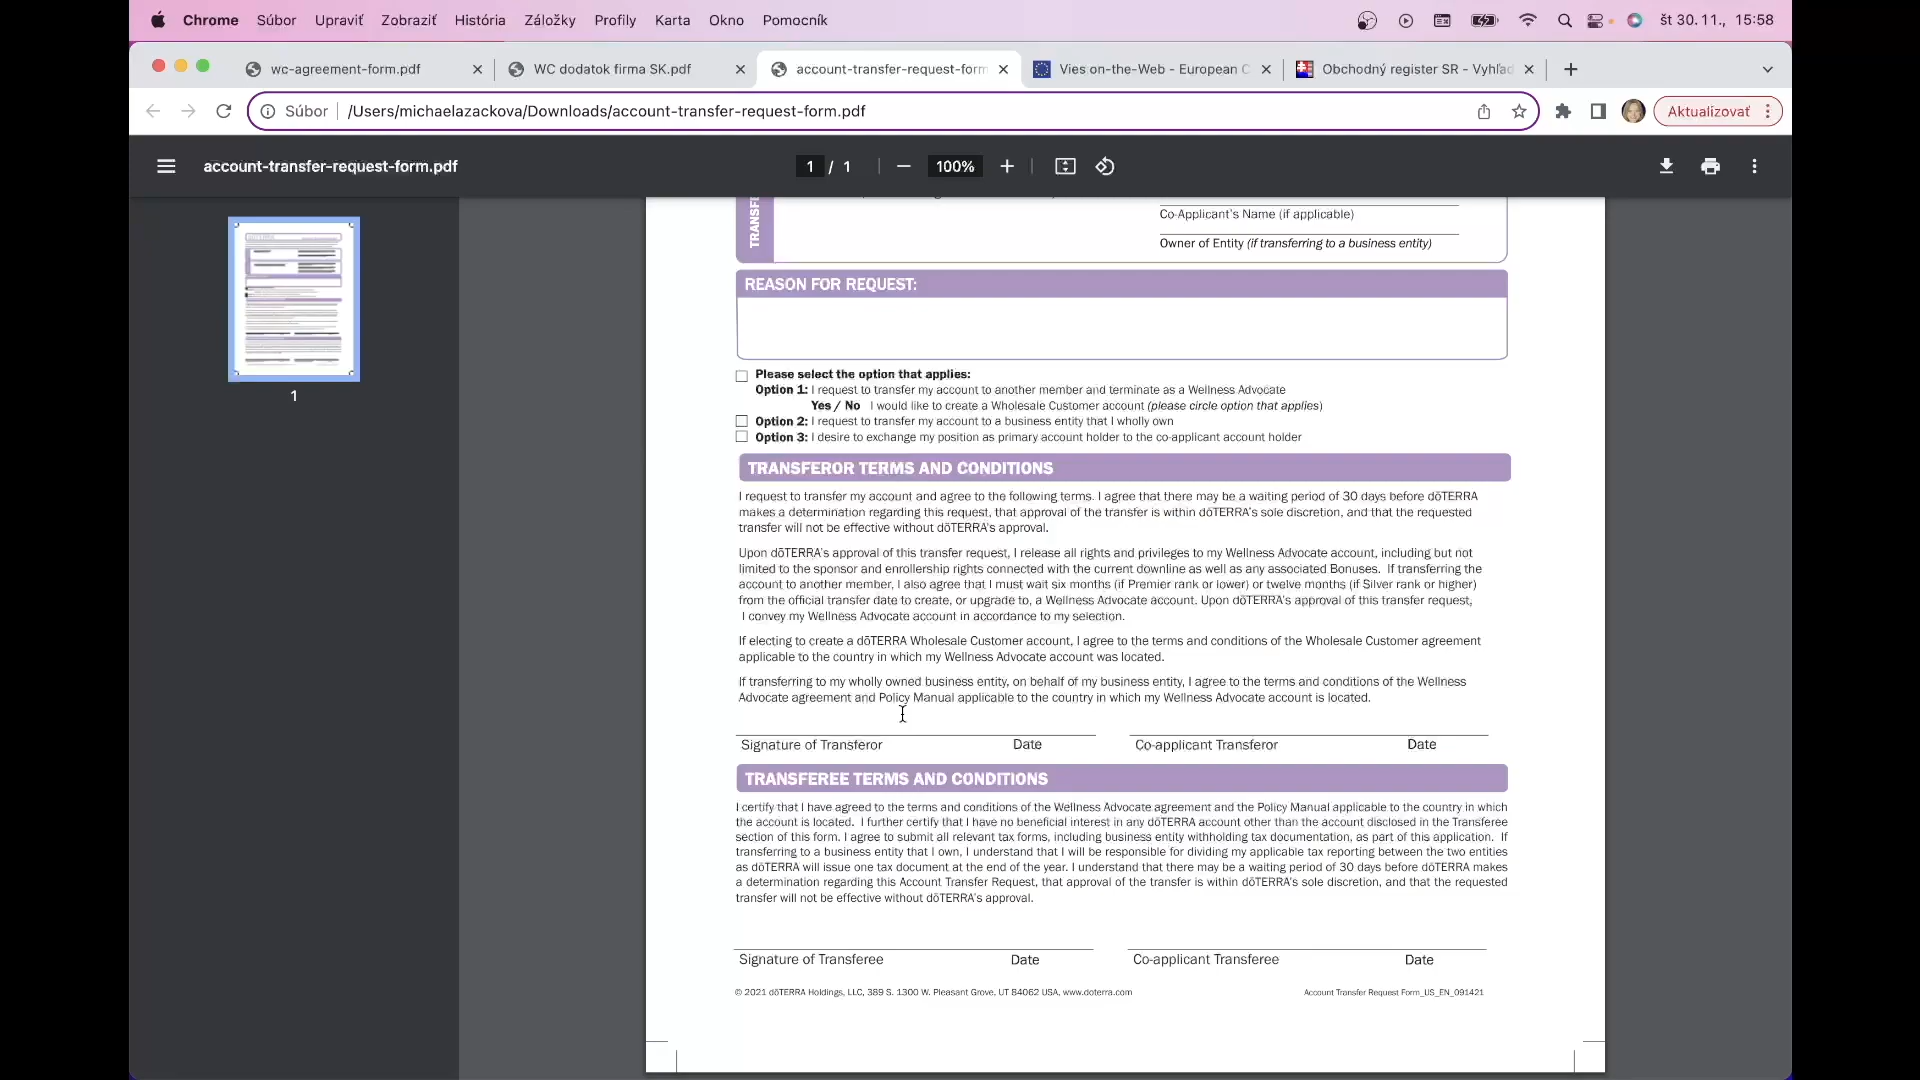 Chrome Súbor Upraviť Zobraziť História Záložky Profily Karta Okno Pomocník št 30. 11., 15:58
wc-agreement-form.pdf WC dodatok firma SK.pdf account-transfer-request-form Vies on-the-Web - European C Obchodný register SR - Vyhľad
Súbor /Users/michaelazackova/Downloads/account-transfer-request-form.pdf Aktualizovať
account-transfer-request-form.pdf 1 / 1 100%
1
TRANSFE
Co-Applicant's Name (if applicable)
Owner of Entity (if transferring to a business entity)
REASON FOR REQUEST:
Please select the option that applies:
Option 1: I request to transfer my account to another member and terminate as a Wellness Advocate
Yes / No I would like to create a Wholesale Customer account (please circle option that applies)
Option 2: I request to transfer my account to a business entity that I wholly own
Option 3: I desire to exchange my position as primary account holder to the co-applicant account holder
TRANSFEROR TERMS AND CONDITIONS
I request to transfer my account and agree to the following terms. I agree that there may be a waiting period of 30 days before dōTERRA
makes a determination regarding this request, that approval of the transfer is within dōTERRA's sole discretion, and that the requested
transfer will not be effective without dōTERRA's approval.
Upon dōTERRA's approval of this transfer request, I release all rights and privileges to my Wellness Advocate account, including but not
limited to the sponsor and enrollership rights connected with the current downline as well as any associated Bonuses. If transferring the
account to another member, I also agree that I must wait six months (if Premier rank or lower) or twelve months (if Silver rank or higher)
from the official transfer date to create, or upgrade to, a Wellness Advocate account. Upon dōTERRA's approval of this transfer request,
I convey my Wellness Advocate account in accordance to my selection.
If electing to create a dōTERRA Wholesale Customer account, I agree to the terms and conditions of the Wholesale Customer agreement
applicable to the country in which my Wellness Advocate account was located.
If transferring to my wholly owned business entity, on behalf of my business entity, I agree to the terms and conditions of the Wellness
Advocate agreement and Policy Manual applicable to the country in which my Wellness Advocate account is located.
Signature of Transferor Date Co-applicant Transferor Date
TRANSFEREE TERMS AND CONDITIONS
I certify that I have agreed to the terms and conditions of the Wellness Advocate agreement and the Policy Manual applicable to the country in which
the account is located. I further certify that I have no beneficial interest in any dōTERRA account other than the account disclosed in the Transferee
section of this form. I agree to submit all relevant tax forms, including business entity withholding tax documentation, as part of this application. If
transferring to a business entity that I own, I understand that I will be responsible for dividing my applicable tax reporting between the two entities
as dōTERRA will issue one tax document at the end of the year. I understand that there may be a waiting period of 30 days before dōTERRA makes
a determination regarding this Account Transfer Request, that approval of the transfer is within dōTERRA's sole discretion, and that the requested
transfer will not be effective without dōTERRA's approval.
Signature of Transferee Date Co-applicant Transferee Date
© 2021 dōTERRA Holdings, LLC, 389 S. 1300 W. Pleasant Grove, UT 84062 USA, www.doterra.com Account Transfer Request Form_US_EN_091421